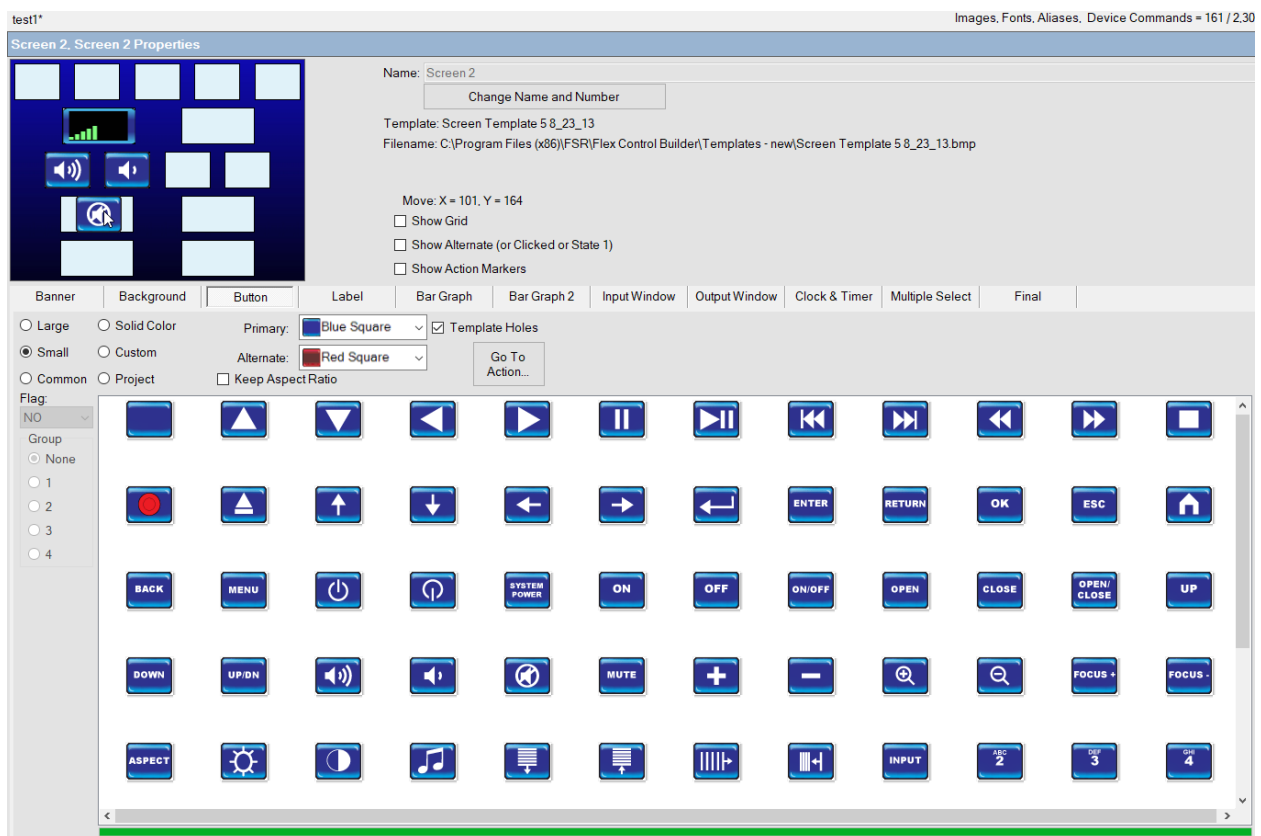 test1*
Images, Fonts, Aliases, Device Commands = 161 / 2,30
Screen 2, Screen 2 Properties
Name: Screen 2
Change Name and Number
Template: Screen Template 5 8_23_13
Filename: C:\Program Files (x86)\FSR\Flex Control Builder\Templates - new\Screen Template 5 8_23_13.bmp
Move: X = 101, Y = 164
Show Grid
Show Alternate (or Clicked or State 1)
Show Action Markers
Banner Background Button Label Bar Graph Bar Graph 2 Input Window Output Window Clock & Timer Multiple Select Final
Large Solid Color Primary: Blue Square Template Holes
Small Custom Alternate: Red Square Go To Action...
Common Project Keep Aspect Ratio
Flag:
NO
Group
None
1
2
3
4
ENTER RETURN OK ESC
BACK MENU SYSTEM POWER ON OFF ON/OFF OPEN CLOSE OPEN/ CLOSE UP
DOWN UP/DN MUTE FOCUS + FOCUS -
ASPECT INPUT ABC 2 DEF 3 GHI 4